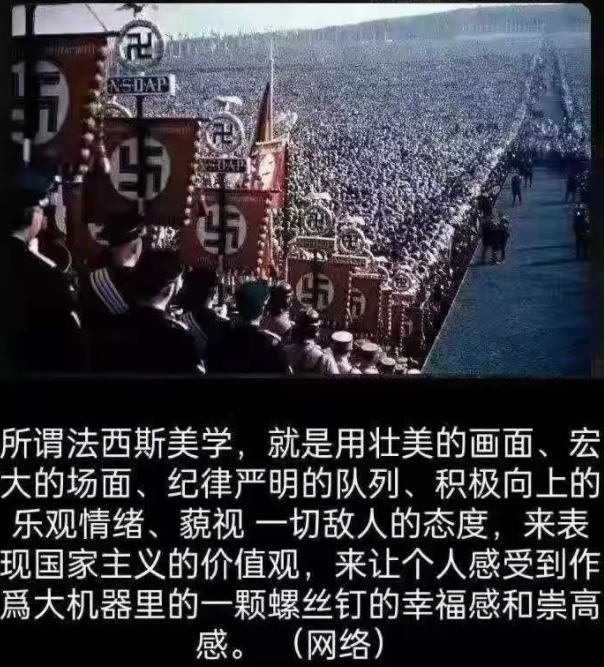 NSDAP
NSDAP
所谓法西斯美学，就是用壮美的画面、宏
大的场面、纪律严明的队列、积极向上的
乐观情绪、藐视 一切敌人的态度，来表
现国家主义的价值观，来让个人感受到作
爲大机器里的一颗螺丝钉的幸福感和崇高
感。（网络）